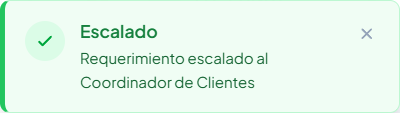 Escalado
Requerimiento escalado al
Coordinador de Clientes